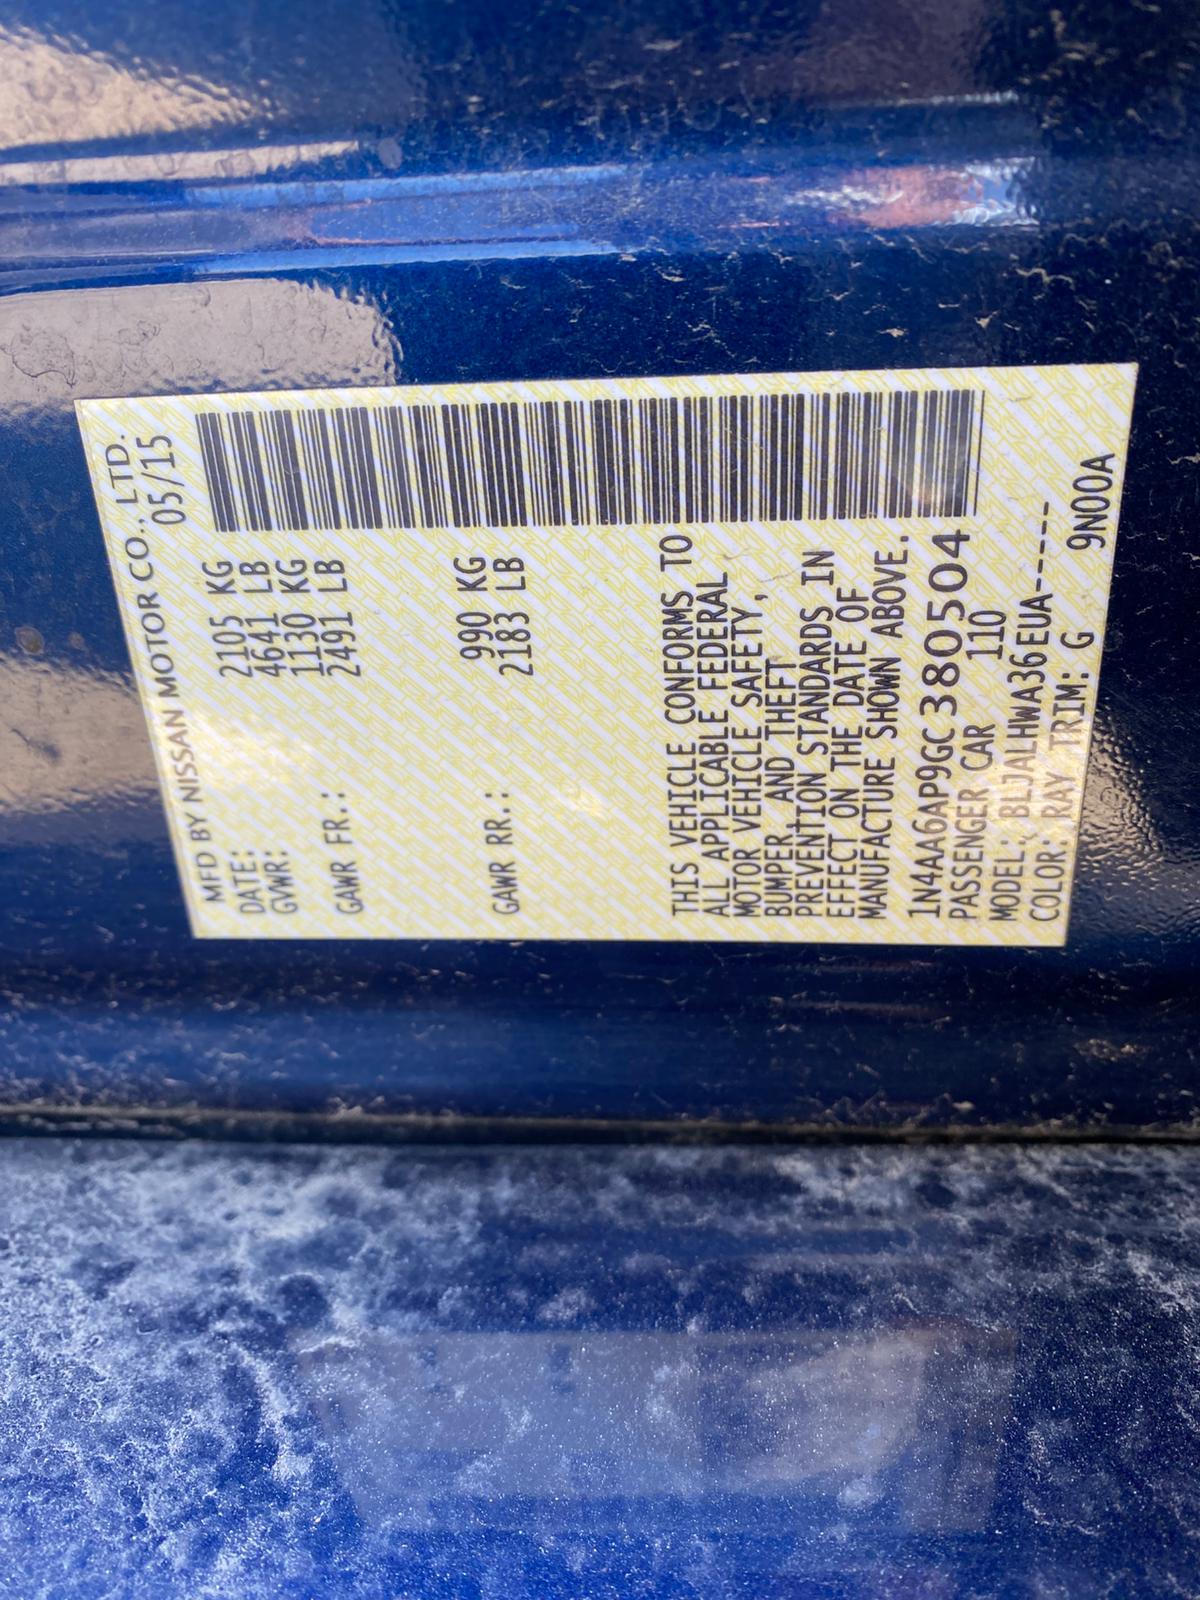 MFD BY NISSAN MOTOR CO., LTD.
DATE: 05/15
GVWR: 2105 KG
4641 LB
GAWR FR.: 1130 KG
2491 LB
GAWR RR.: 990 KG
2183 LB
THIS VEHICLE CONFORMS TO
ALL APPLICABLE FEDERAL
MOTOR VEHICLE SAFETY,
BUMPER, AND THEFT
PREVENTION STANDARDS IN
EFFECT ON THE DATE OF
MANUFACTURE SHOWN ABOVE.
1N4AA6AP9GC380504
PASSENGER CAR 110
MODEL: BLJALHWA36EUA-----
COLOR: RAY TRIM: G 9N00A